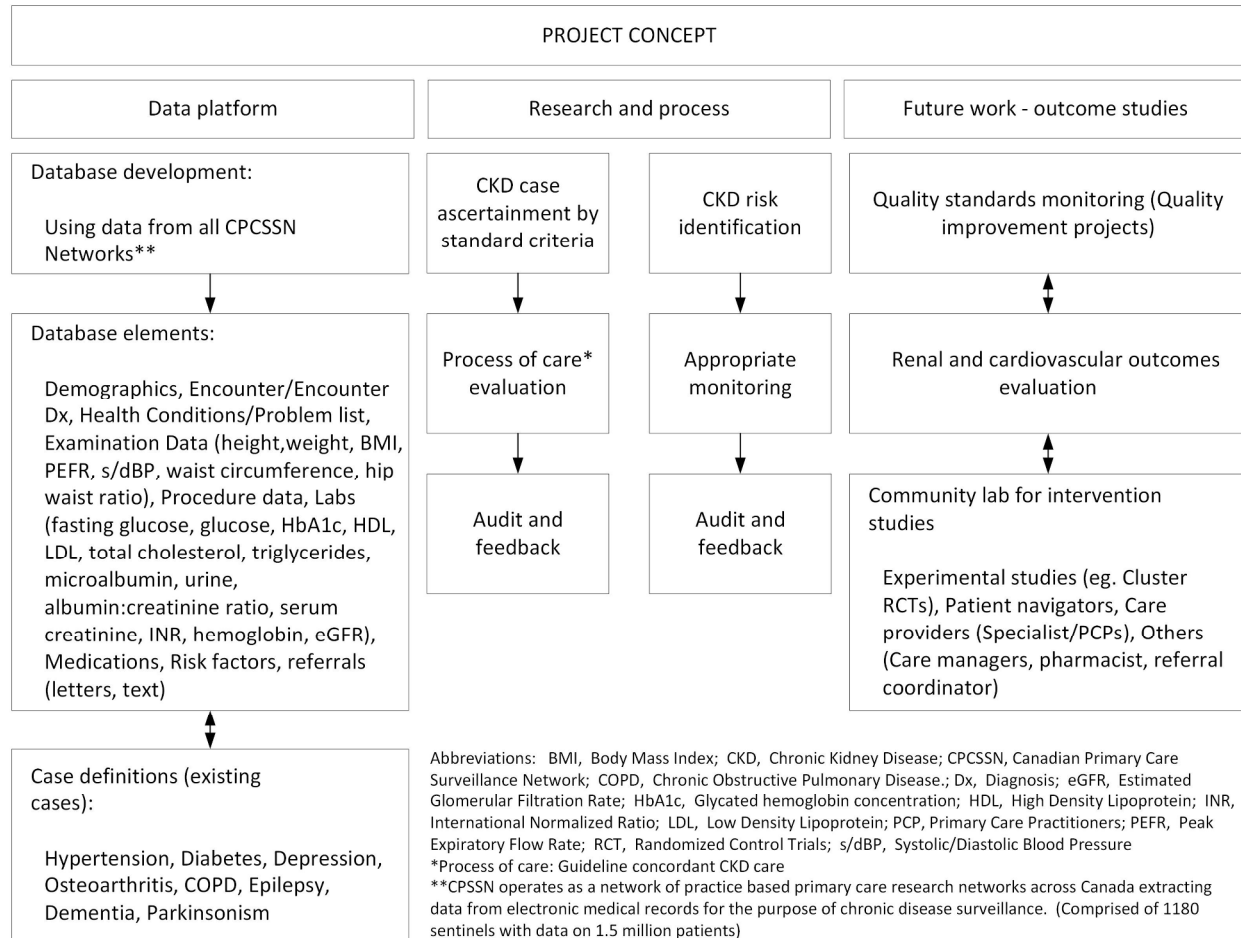 PROJECT CONCEPT
Data platform
Research and process
Future work - outcome studies
Database development:
Using data from all CPCSSN
Networks**
Database elements:
Demographics, Encounter/Encounter
Dx, Health Conditions/Problem list,
Examination Data (height,weight, BMI,
PEFR, s/dBP, waist circumference, hip
waist ratio), Procedure data, Labs
(fasting glucose, glucose, HbA1c, HDL,
LDL, total cholesterol, triglycerides,
microalbumin, urine,
albumin:creatinine ratio, serum
creatinine, INR, hemoglobin, eGFR),
Medications, Risk factors, referrals
(letters, text)
Case definitions (existing
cases):
Hypertension, Diabetes, Depression,
Osteoarthritis, COPD, Epilepsy,
Dementia, Parkinsonism
CKD case
ascertainment by
standard criteria
Process of care*
evaluation
Audit and
feedback
CKD risk
identification
Appropriate
monitoring
Audit and
feedback
Quality standards monitoring (Quality
improvement projects)
Renal and cardiovascular outcomes
evaluation
Community lab for intervention
studies
Experimental studies (eg. Cluster
RCTs), Patient navigators, Care
providers (Specialist/PCPs), Others
(Care managers, pharmacist, referral
coordinator)
Abbreviations: BMI, Body Mass Index; CKD, Chronic Kidney Disease; CPCSSN, Canadian Primary Care
Surveillance Network; COPD, Chronic Obstructive Pulmonary Disease.; Dx, Diagnosis; eGFR, Estimated
Glomerular Filtration Rate; HbA1c, Glycated hemoglobin concentration; HDL, High Density Lipoprotein; INR,
International Normalized Ratio; LDL, Low Density Lipoprotein; PCP, Primary Care Practitioners; PEFR, Peak
Expiratory Flow Rate; RCT, Randomized Control Trials; s/dBP, Systolic/Diastolic Blood Pressure
*Process of care: Guideline concordant CKD care
**CPSSN operates as a network of practice based primary care research networks across Canada extracting
data from electronic medical records for the purpose of chronic disease surveillance. (Comprised of 1180
sentinels with data on 1.5 million patients)